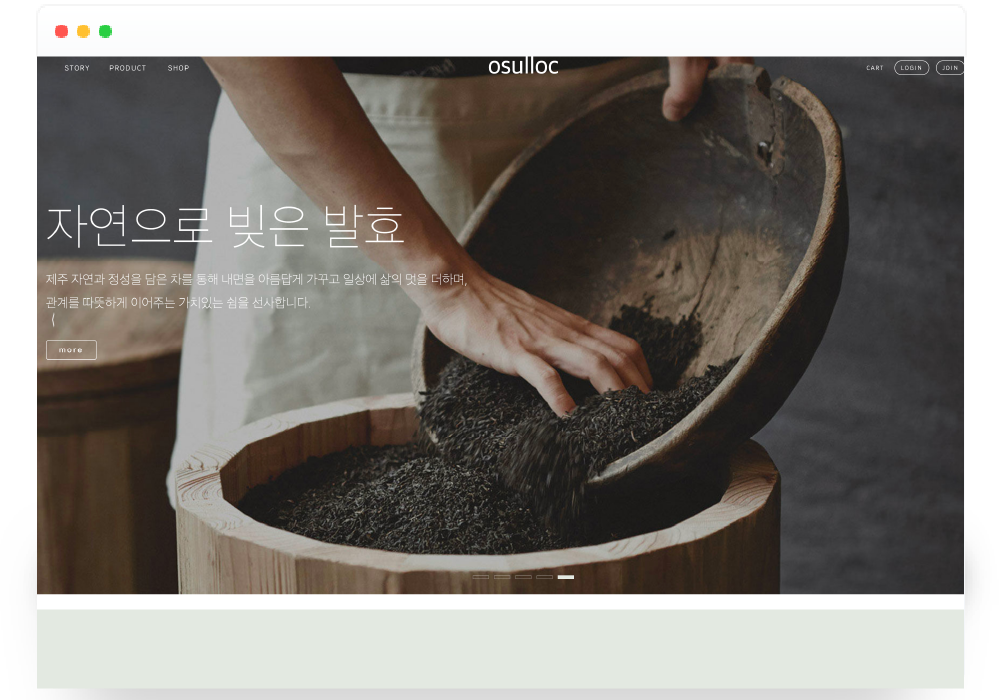 STORY PRODUCT SHOP osulloc CART LOGIN JOIN
자연으로 빚은 발효
제주 자연과 정성을 담은 차를 통해 내면을 아름답게 가꾸고 일상에 삶의 멋을 더하며,
관계를 따뜻하게 이어주는 가치있는 쉼을 선사합니다.
(
more